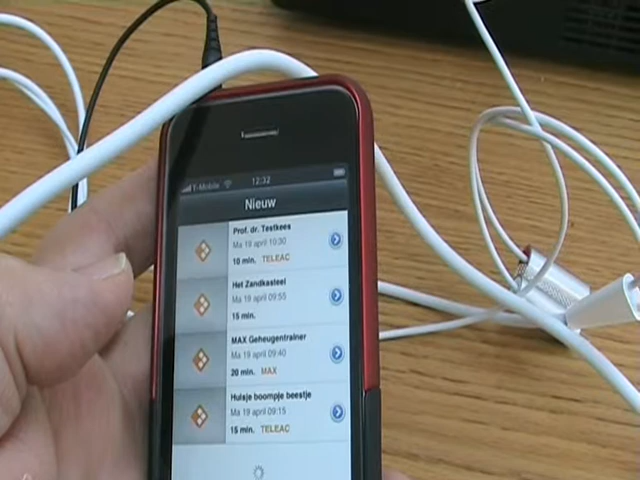 T-Mobile 12:32
Nieuw
Prof. dr. Testkees
Ma 19 april 10:30
10 min. TELEAC
Het Zandkasteel
Ma 19 april 09:55
15 min.
MAX Geheugentrainer
Ma 19 april 09:40
20 min. MAX
Huisje boompje beestje
Ma 19 april 09:15
15 min. TELEAC